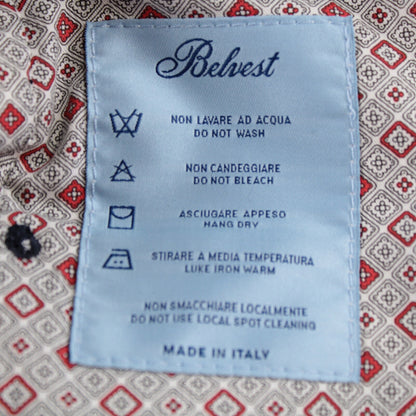 Belvest
NON LAVARE AD ACQUA
DO NOT WASH
NON CANDEGGIARE
DO NOT BLEACH
ASCIUGARE APPESO
HANG DRY
STIRARE A MEDIA TEMPERATURA
LUKE IRON WARM
NON SMACCHIARE LOCALMENTE
DO NOT USE LOCAL SPOT CLEANING
MADE IN ITALY